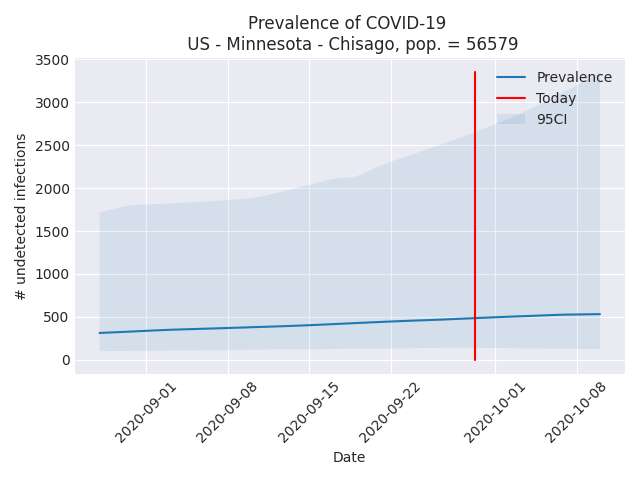 Prevalence of COVID-19
US - Minnesota - Chisago, pop. = 56579
3500
3000
2500
2000
1500
1000
500
0
# undetected infections
Prevalence
Today
95CI
2020-09-01
2020-09-08
2020-09-15
2020-09-22
2020-10-01
2020-10-08
Date